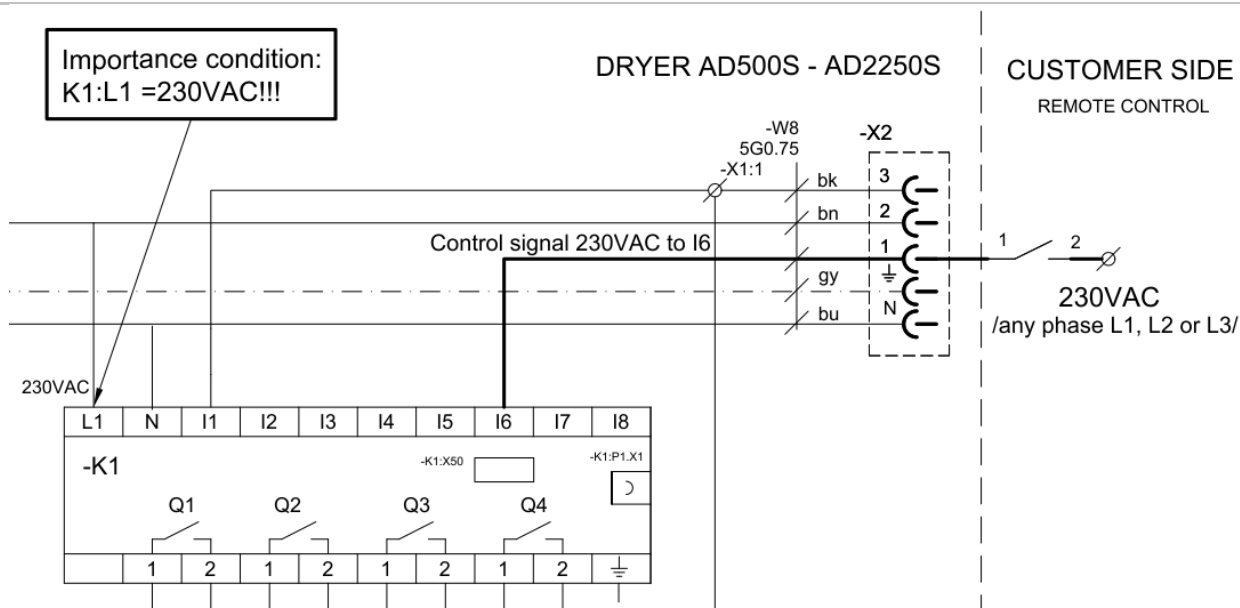 Importance condition:
K1:L1 =230VAC!!!
DRYER AD500S - AD2250S
CUSTOMER SIDE
REMOTE CONTROL
-W8
5G0.75
-X1:1
-X2
bk
3
bn
2
Control signal 230VAC to I6
1
1
2
gy
N
bu
230VAC
/any phase L1, L2 or L3/
230VAC
L1 N I1 I2 I3 I4 I5 I6 I7 I8
-K1
-K1:X50
-K1:P1.X1
Q1 Q2 Q3 Q4
1 2 1 2 1 2 1 2